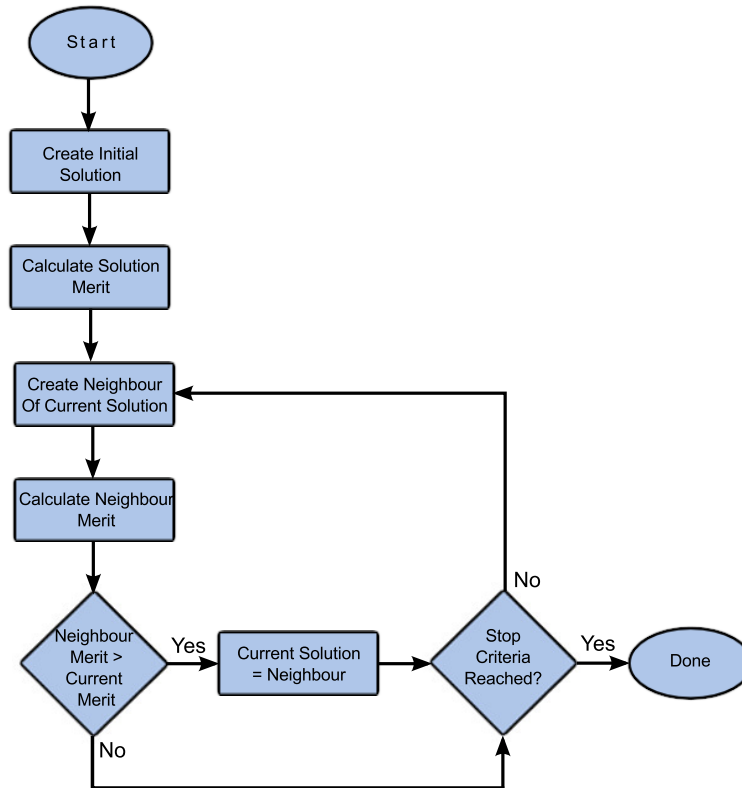 Start
Create Initial
Solution
Calculate Solution
Merit
Create Neighbour
Of Current Solution
Calculate Neighbour
Merit
Neighbour
Merit >
Current
Merit
Yes
No
Current Solution
= Neighbour
Stop
Criteria
Reached?
No
Yes
Done